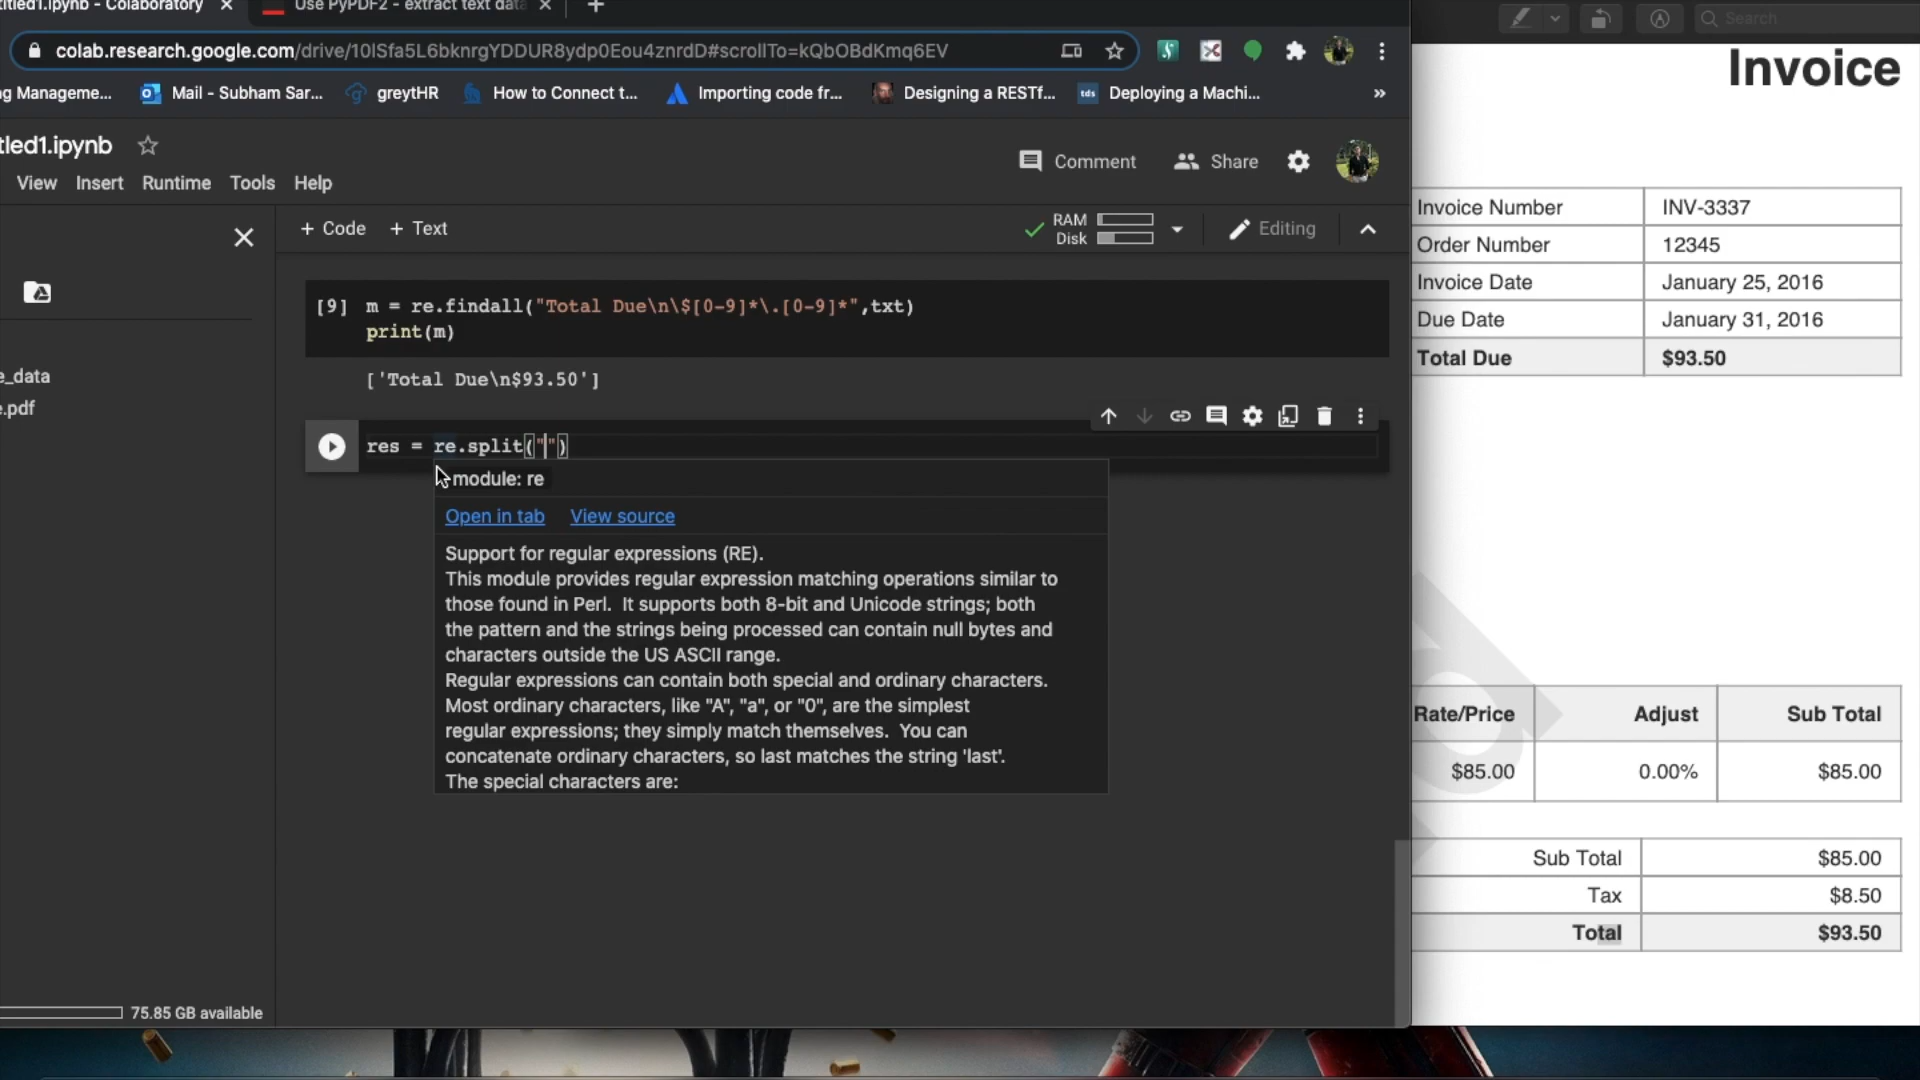 titled1.ipynb - Colaboratory
Use PyPDF2 - extract text data
colab.research.google.com/drive/10lSfa5L6bknrgYDDUR8ydp0Eou4znrdD#scrollTo=kQbOBdKmq6EV
g Manageme...
Mail - Subham Sar...
greytHR
How to Connect t...
Importing code fr...
Designing a RESTf...
tds
Deploying a Machi...
»
tled1.ipynb
Comment
Share
View Insert Runtime Tools Help
+ Code + Text
RAM
Disk
Editing
[9] m = re.findall("Total Due\n\$[0-9]*\.[0-9]*",txt)
print(m)
['Total Due\n$93.50']
e_data
e.pdf
res = re.split("")
module: re
Open in tab View source
Support for regular expressions (RE).
This module provides regular expression matching operations similar to
those found in Perl. It supports both 8-bit and Unicode strings; both
the pattern and the strings being processed can contain null bytes and
characters outside the US ASCII range.
Regular expressions can contain both special and ordinary characters.
Most ordinary characters, like "A", "a", or "0", are the simplest
regular expressions; they simply match themselves. You can
concatenate ordinary characters, so last matches the string 'last'.
The special characters are:
75.85 GB available
Search
Invoice
Invoice Number INV-3337
Order Number 12345
Invoice Date January 25, 2016
Due Date January 31, 2016
Total Due $93.50
Rate/Price Adjust Sub Total
$85.00 0.00% $85.00
Sub Total $85.00
Tax $8.50
Total $93.50